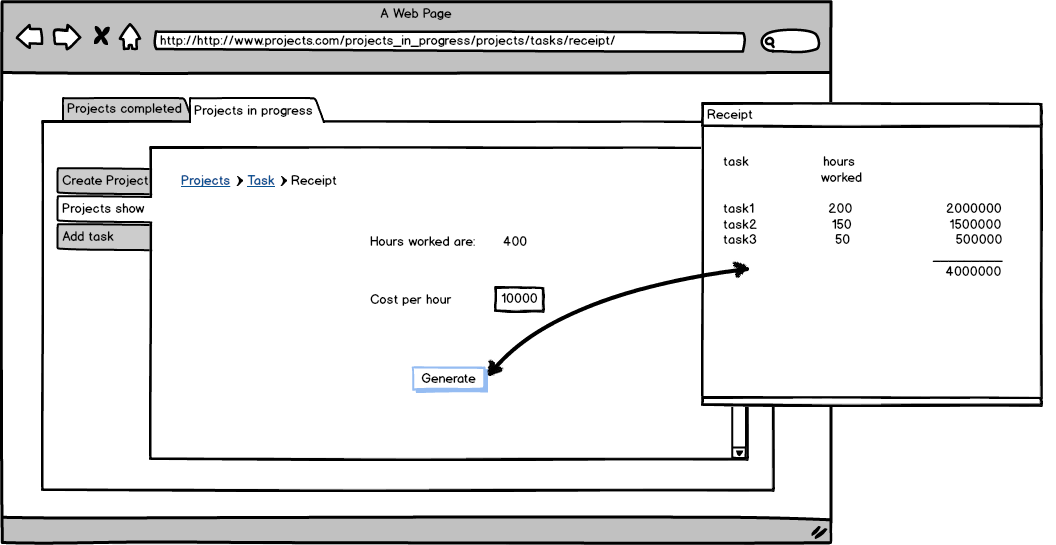 A Web Page
http://http://www.projects.com/projects_in_progress/projects/tasks/receipt/
Projects completed
Projects in progress
Create Project
Projects show
Add task
Projects > Task > Receipt
Hours worked are: 400
Cost per hour 10000
Generate
Receipt
task hours
worked
task1 200 2000000
task2 150 1500000
task3 50 500000
4000000